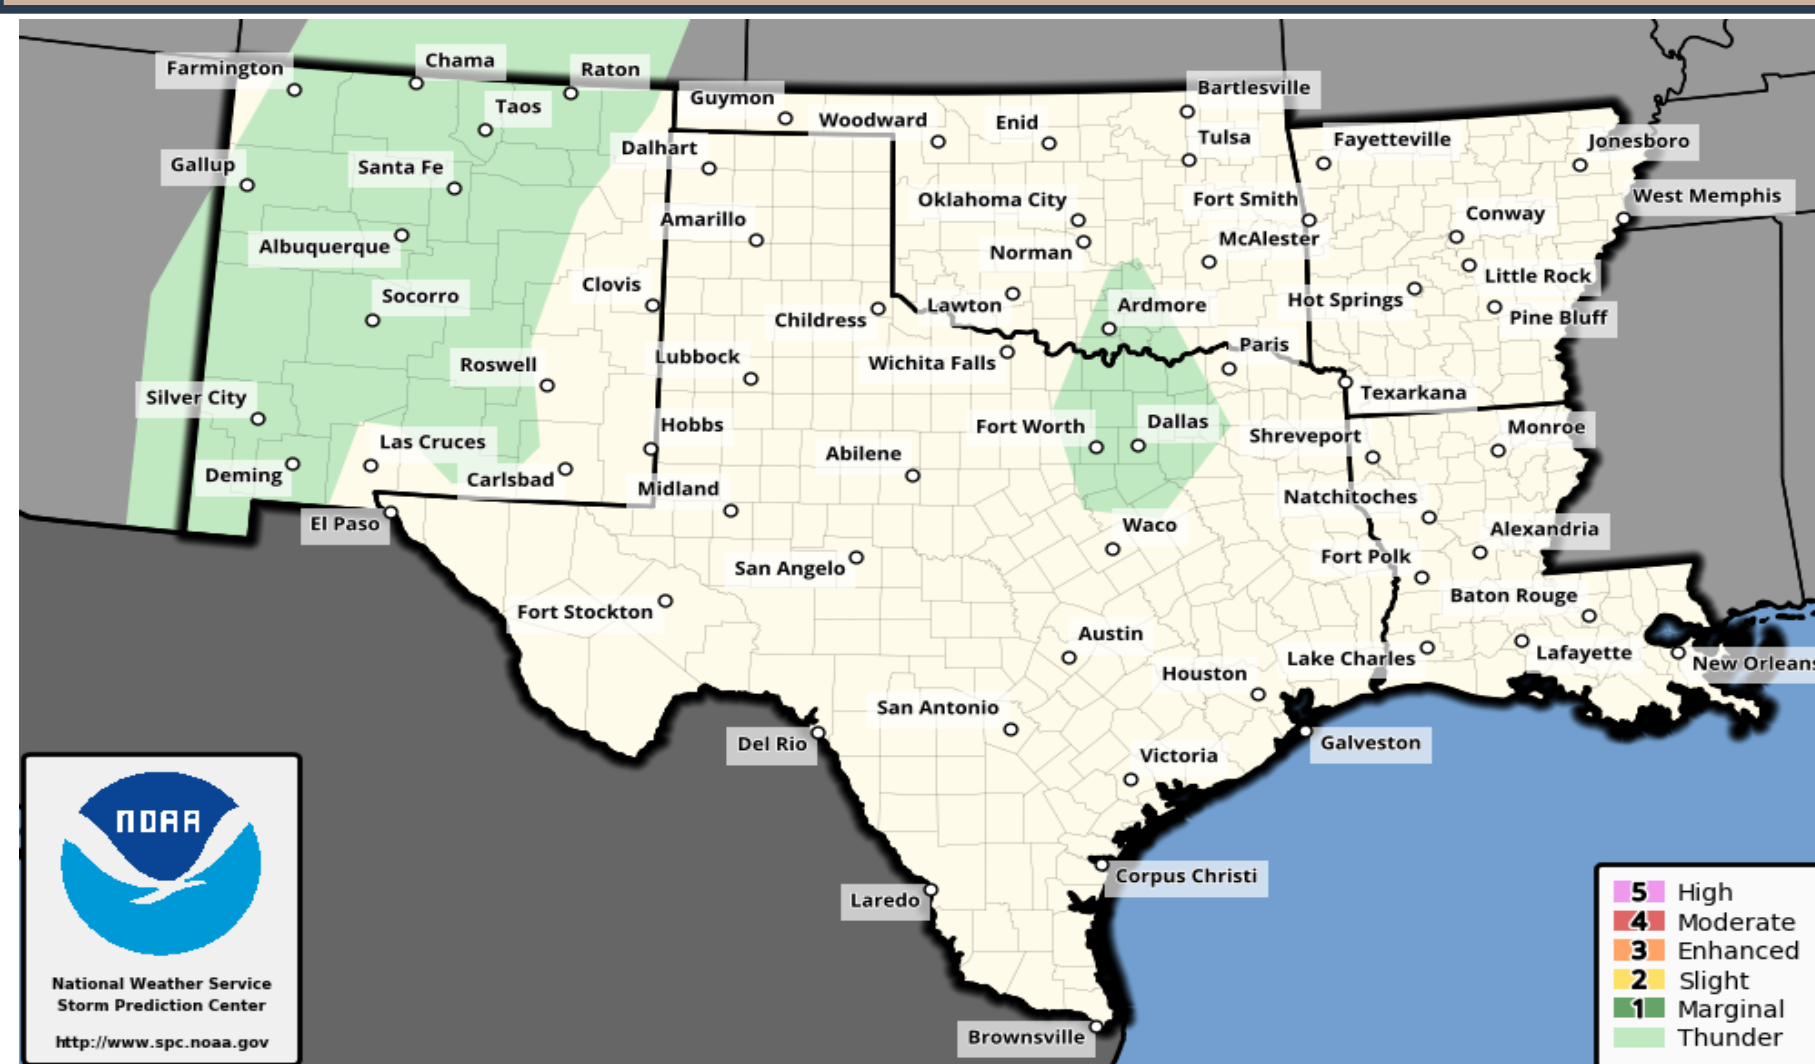 Farmington
Chama
Raton
Taos
Guymon
Woodward
Enid
Bartlesville
Tulsa
Fayetteville
Jonesboro
Gallup
Santa Fe
Dalhart
Oklahoma City
Fort Smith
West Memphis
Albuquerque
Amarillo
Norman
McAlester
Conway
Little Rock
Socorro
Clovis
Childress
Lawton
Ardmore
Hot Springs
Pine Bluff
Roswell
Lubbock
Wichita Falls
Paris
Texarkana
Silver City
Las Cruces
Hobbs
Fort Worth
Dallas
Shreveport
Monroe
Deming
Carlsbad
Midland
Abilene
Natchitoches
El Paso
San Angelo
Waco
Fort Polk
Alexandria
Fort Stockton
Austin
Baton Rouge
Houston
Lake Charles
Lafayette
New Orleans
Del Rio
San Antonio
Victoria
Galveston
Laredo
Corpus Christi
Brownsville
NOAA
National Weather Service
Storm Prediction Center
http://www.spc.noaa.gov
5 High
4 Moderate
3 Enhanced
2 Slight
1 Marginal
Thunder